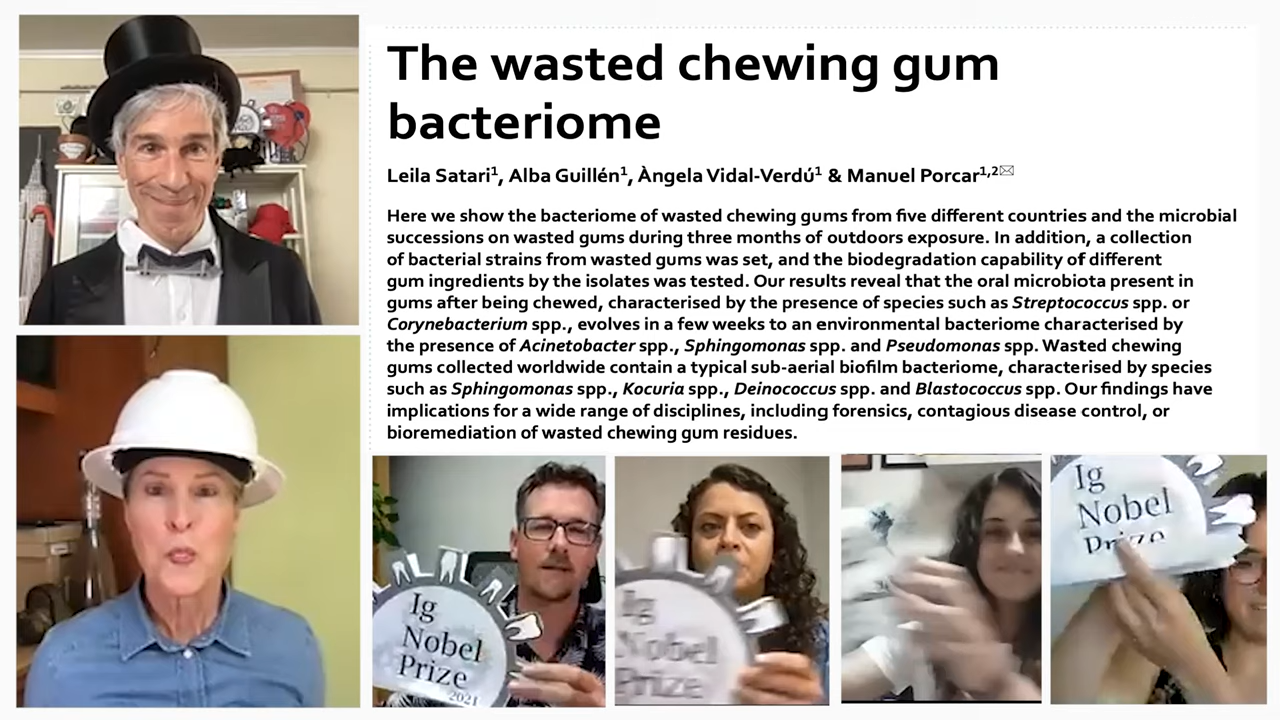 The wasted chewing gum
bacteriome
Leila Satari1, Alba Guillén1, Àngela Vidal-Verdú1 & Manuel Porcar1,2✉
Here we show the bacteriome of wasted chewing gums from five different countries and the microbial
successions on wasted gums during three months of outdoors exposure. In addition, a collection
of bacterial strains from wasted gums was set, and the biodegradation capability of different
gum ingredients by the isolates was tested. Our results reveal that the oral microbiota present in
gums after being chewed, characterised by the presence of species such as Streptococcus spp. or
Corynebacterium spp., evolves in a few weeks to an environmental bacteriome characterised by
the presence of Acinetobacter spp., Sphingomonas spp. and Pseudomonas spp. Wasted chewing
gums collected worldwide contain a typical sub-aerial biofilm bacteriome, characterised by species
such as Sphingomonas spp., Kocuria spp., Deinococcus spp. and Blastococcus spp. Our findings have
implications for a wide range of disciplines, including forensics, contagious disease control, or
bioremediation of wasted chewing gum residues.
Ig
Nobel
Prize
2021
Ig
Nobel
Prize
Ig
Nobel
Prize